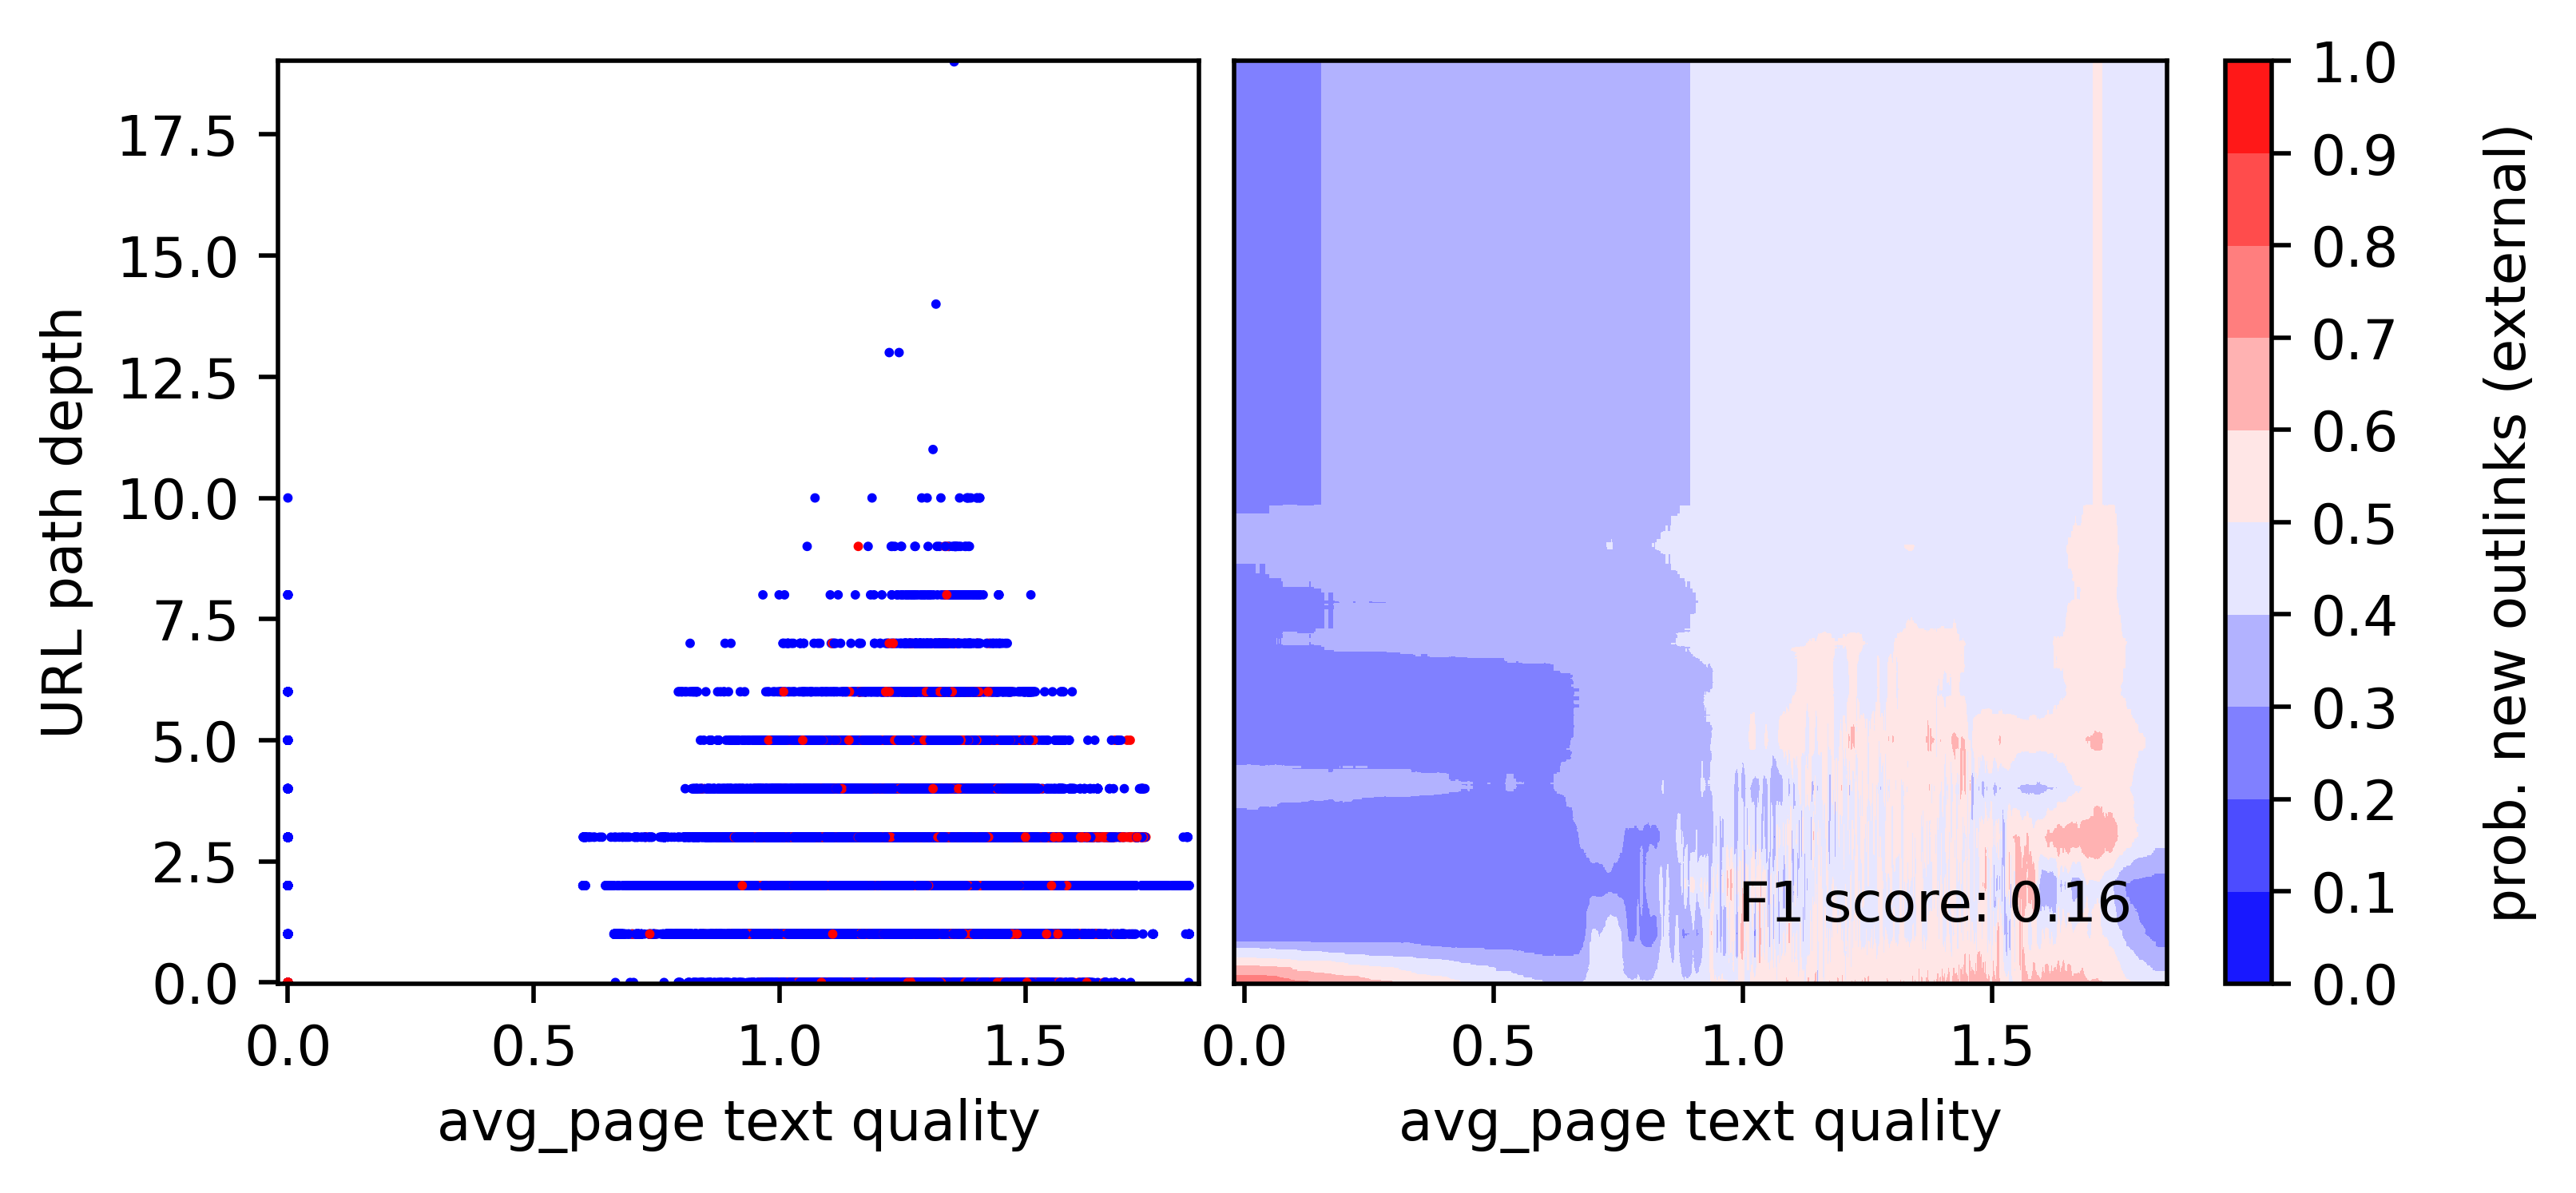 URL path depth
17.5
15.0
12.5
10.0
7.5
5.0
2.5
0.0
0.0 0.5 1.0 1.5
avg_page text quality
F1 score: 0.16
0.0 0.5 1.0 1.5
avg_page text quality
1.0
0.9
0.8
0.7
0.6
0.5
0.4
0.3
0.2
0.1
0.0
prob. new outlinks (external)